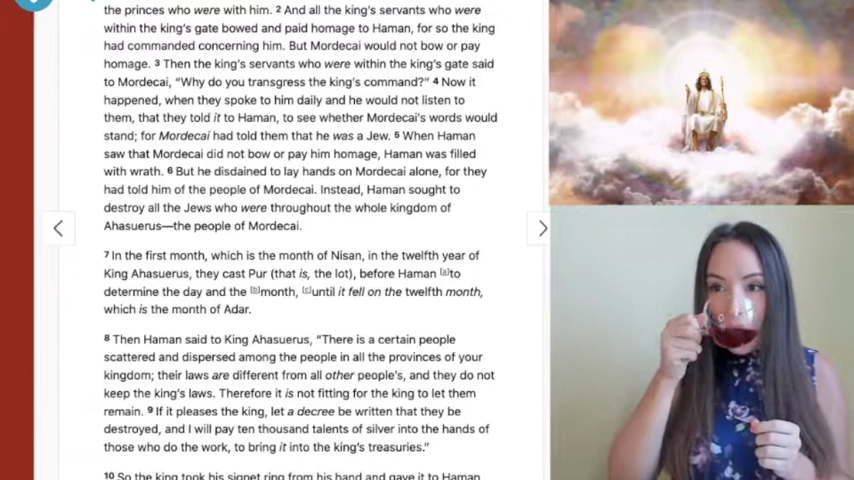 the princes who were with him. 2 And all the king's servants who were
within the king's gate bowed and paid homage to Haman, for so the king
had commanded concerning him. But Mordecai would not bow or pay
homage. 3 Then the king's servants who were within the king's gate said
to Mordecai, “Why do you transgress the king's command?” 4 Now it
happened, when they spoke to him daily and he would not listen to
them, that they told it to Haman, to see whether Mordecai's words would
stand; for Mordecai had told them that he was a Jew. 5 When Haman
saw that Mordecai did not bow or pay him homage, Haman was filled
with wrath. 6 But he disdained to lay hands on Mordecai alone, for they
had told him of the people of Mordecai. Instead, Haman sought to
destroy all the Jews who were throughout the whole kingdom of
Ahasuerus—the people of Mordecai.
7 In the first month, which is the month of Nisan, in the twelfth year of
King Ahasuerus, they cast Pur (that is, the lot), before Haman [a]to
determine the day and the [b]month, [c]until it fell on the twelfth month,
which is the month of Adar.
8 Then Haman said to King Ahasuerus, “There is a certain people
scattered and dispersed among the people in all the provinces of your
kingdom; their laws are different from all other people's, and they do not
keep the king's laws. Therefore it is not fitting for the king to let them
remain. 9 If it pleases the king, let a decree be written that they be
destroyed, and I will pay ten thousand talents of silver into the hands of
those who do the work, to bring it into the king's treasuries.”
10 So the king took his signet ring from his hand and gave it to Haman